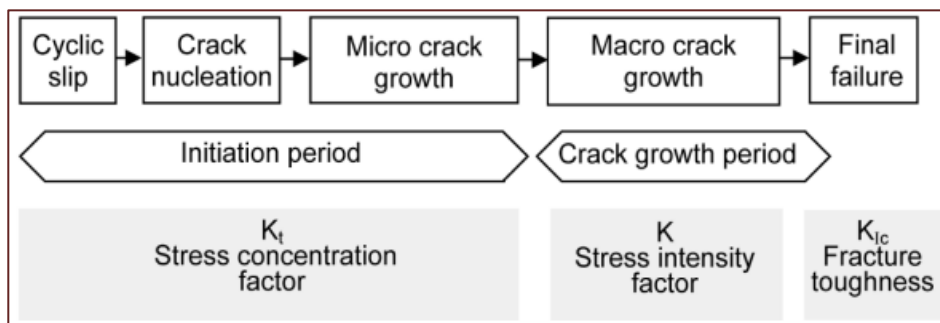 Cyclic
slip
Crack
nucleation
Micro crack
growth
Macro crack
growth
Final
failure
Initiation period
Crack growth period
Kt
Stress concentration
factor
K
Stress intensity
factor
KIc
Fracture
toughness